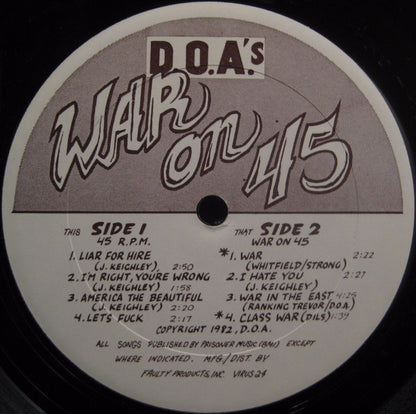 D.O.A.'s
WAR on 45
THIS SIDE 1
45 R.P.M.
1. LIAR FOR HIRE
(J. KEIGHLEY) 2:50
2. I'M RIGHT, YOU'RE WRONG
(J. KEIGHLEY) 1:58
3. AMERICA THE BEAUTIFUL
(J. KEIGHLEY) 2:20
4. LETS FUCK 2:17
THAT SIDE 2
WAR ON 45
*1. WAR 2:22
(WHITFIELD/STRONG)
2. I HATE YOU 2:27
(J. KEIGHLEY)
3. WAR IN THE EAST 4:25
(RANKING TREVOR/D.O.A.)
*4. CLASS WAR (DILS) 1:39
COPYRIGHT 1982, D.O.A.
ALL SONGS PUBLISHED BY PRISONER MUSIC (BMI) EXCEPT
WHERE INDICATED. MFG./DIST. BY
FAULTY PRODUCTS, INC VIRUS 24